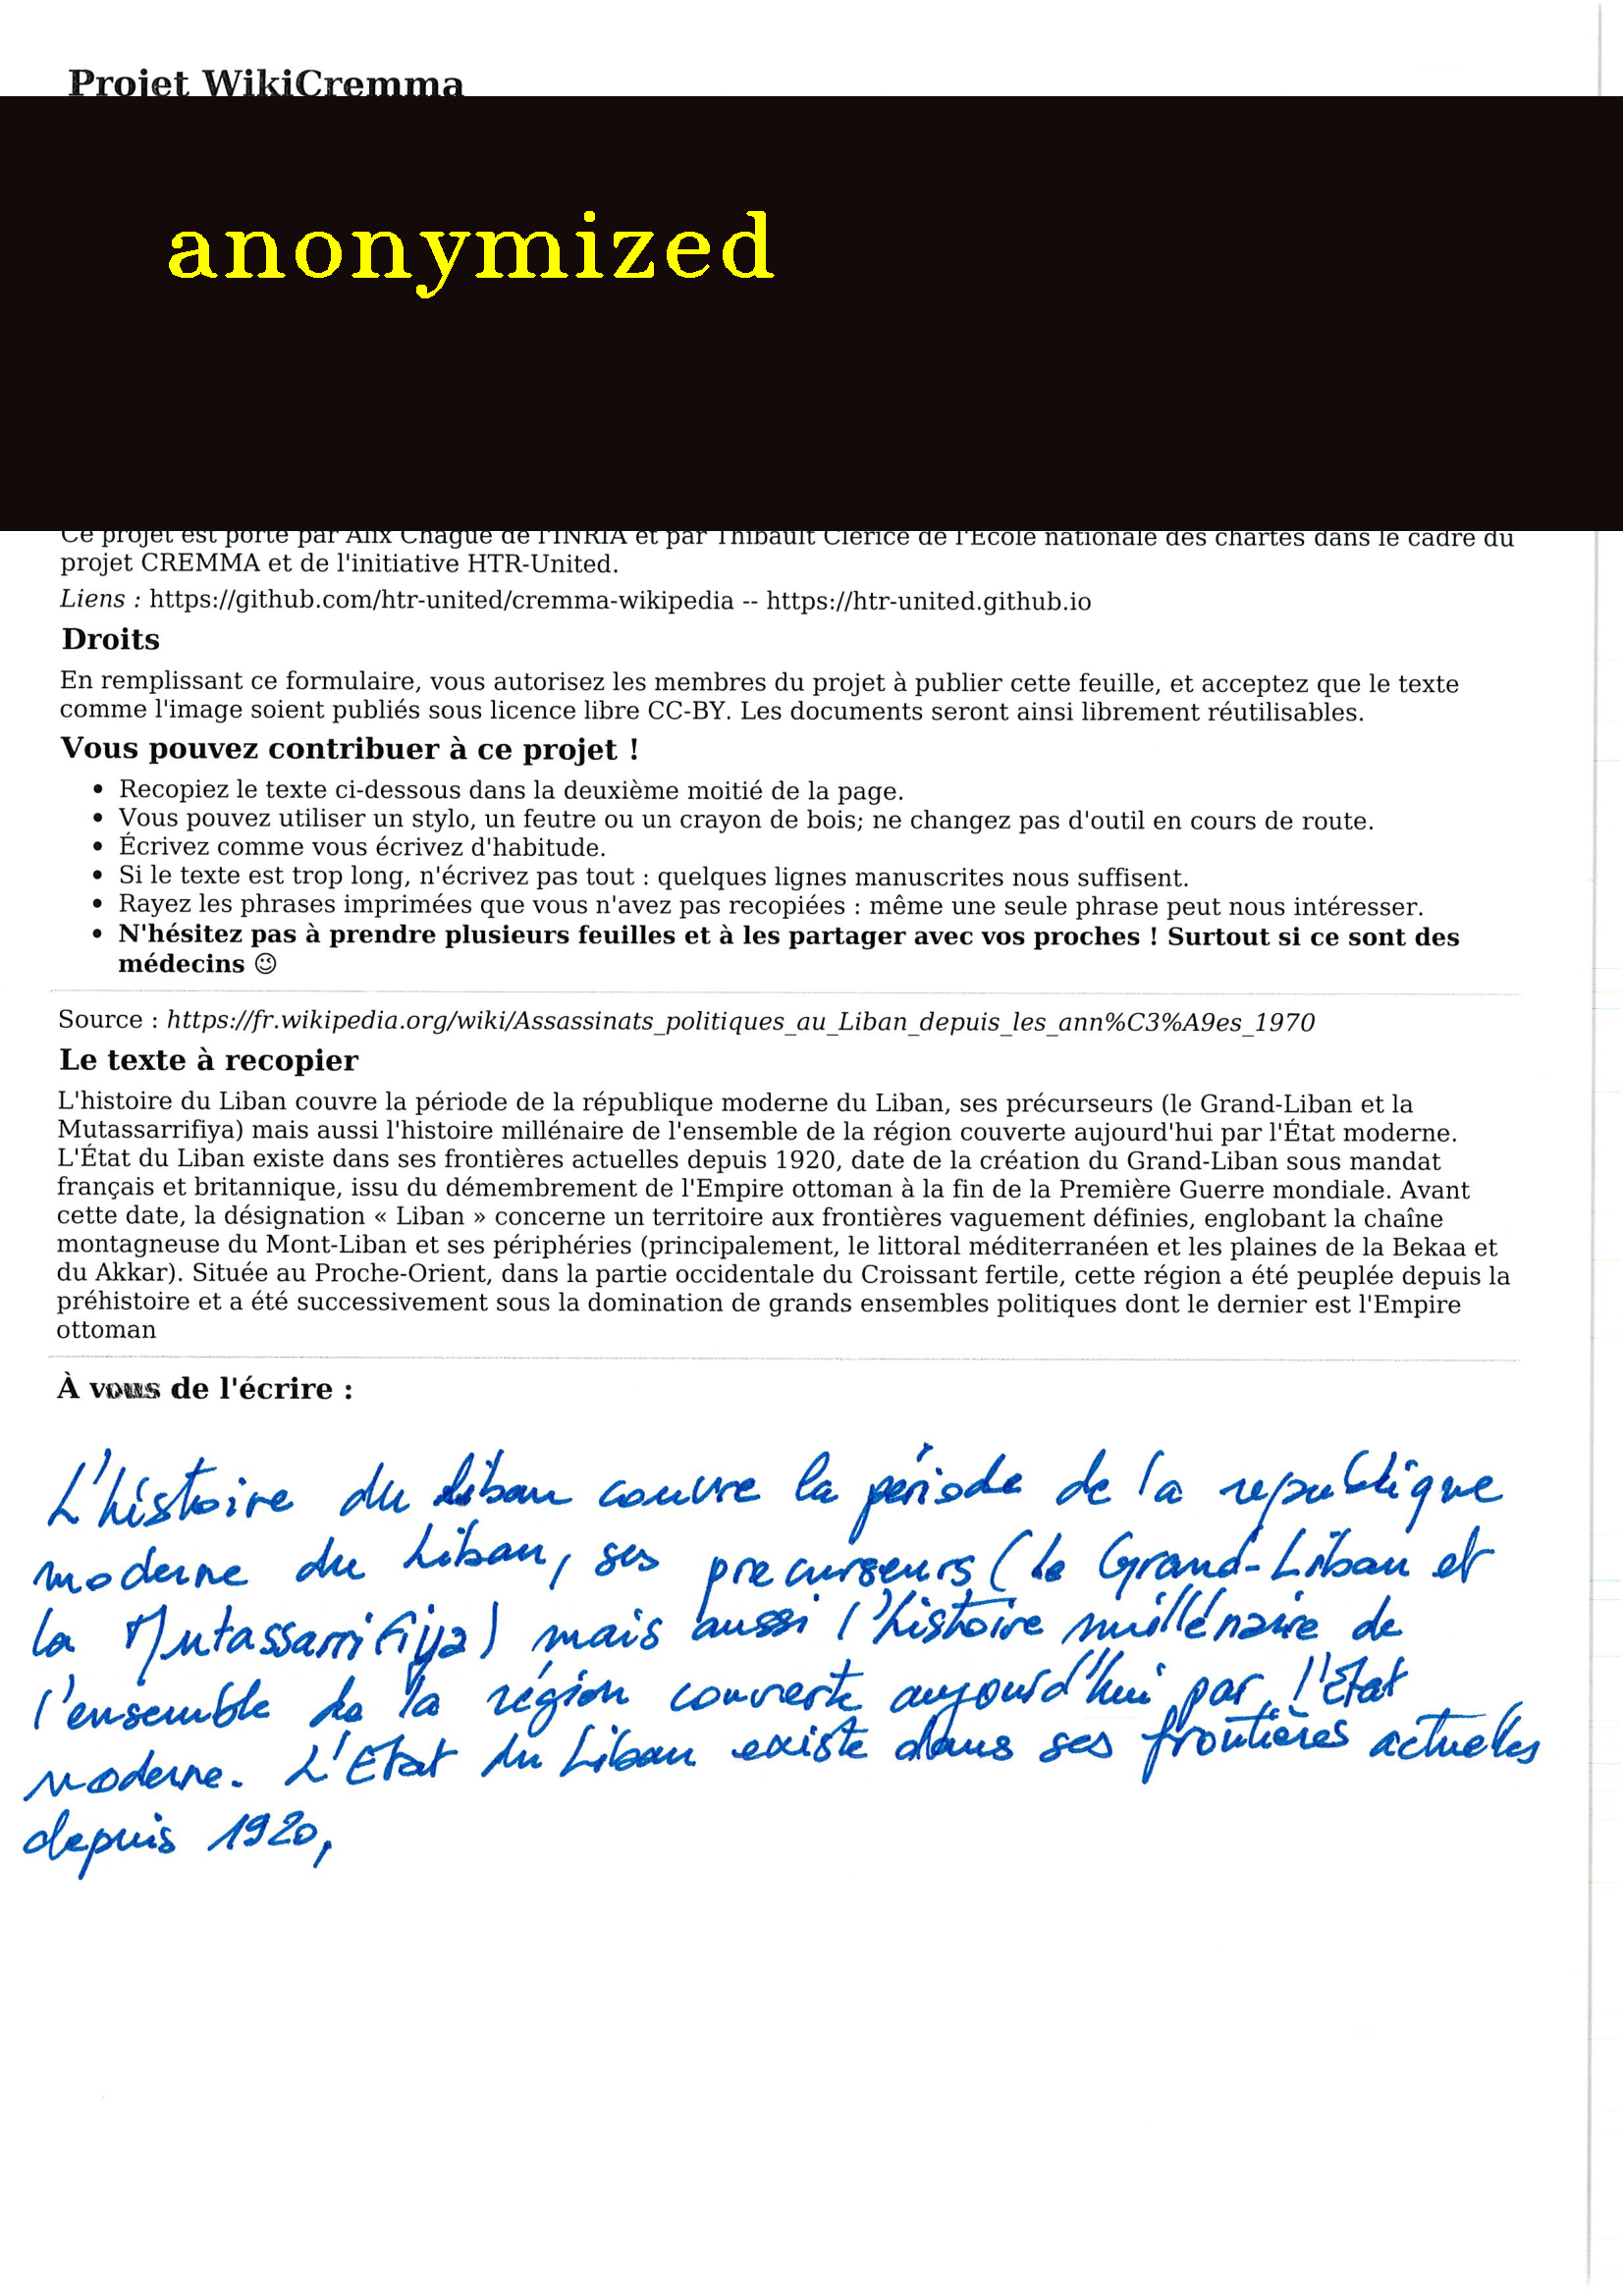 Projet WikiCremma
anonymized
Ce projet est porté par Alix Chagué de l'INRIA et par Thibault Clérice de l'École nationale des chartes dans le cadre du
projet CREMMA et de l'initiative HTR-United.
Liens : https://github.com/htr-united/cremma-wikipedia -- https://htr-united.github.io
Droits
En remplissant ce formulaire, vous autorisez les membres du projet à publier cette feuille, et acceptez que le texte
comme l'image soient publiés sous licence libre CC-BY. Les documents seront ainsi librement réutilisables.
Vous pouvez contribuer à ce projet !
• Recopiez le texte ci-dessous dans la deuxième moitié de la page.
• Vous pouvez utiliser un stylo, un feutre ou un crayon de bois; ne changez pas d'outil en cours de route.
• Écrivez comme vous écrivez d'habitude.
• Si le texte est trop long, n'écrivez pas tout : quelques lignes manuscrites nous suffisent.
• Rayez les phrases imprimées que vous n'avez pas recopiées : même une seule phrase peut nous intéresser.
• N'hésitez pas à prendre plusieurs feuilles et à les partager avec vos proches ! Surtout si ce sont des
médecins 😉
Source : https://fr.wikipedia.org/wiki/Assassinats_politiques_au_Liban_depuis_les_ann%C3%A9es_1970
Le texte à recopier
L'histoire du Liban couvre la période de la république moderne du Liban, ses précurseurs (le Grand-Liban et la
Mutassarrifiya) mais aussi l'histoire millénaire de l'ensemble de la région couverte aujourd'hui par l'État moderne.
L'État du Liban existe dans ses frontières actuelles depuis 1920, date de la création du Grand-Liban sous mandat
français et britannique, issu du démembrement de l'Empire ottoman à la fin de la Première Guerre mondiale. Avant
cette date, la désignation « Liban » concerne un territoire aux frontières vaguement définies, englobant la chaîne
montagneuse du Mont-Liban et ses périphéries (principalement, le littoral méditerranéen et les plaines de la Bekaa et
du Akkar). Située au Proche-Orient, dans la partie occidentale du Croissant fertile, cette région a été peuplée depuis la
préhistoire et a été successivement sous la domination de grands ensembles politiques dont le dernier est l'Empire
ottoman
À vous de l'écrire :
L'histoire du Liban couvre la période de la republique
moderne du Liban, ses precurseurs (le Grand-Liban et
la Mutassarrifiya) mais aussi l'histoire millénaire de
l'ensemble de la région couverte aujourd'hui par l'Etat
moderne. L'Etat du Liban existe dans ses frontières actuelles
depuis 1920,